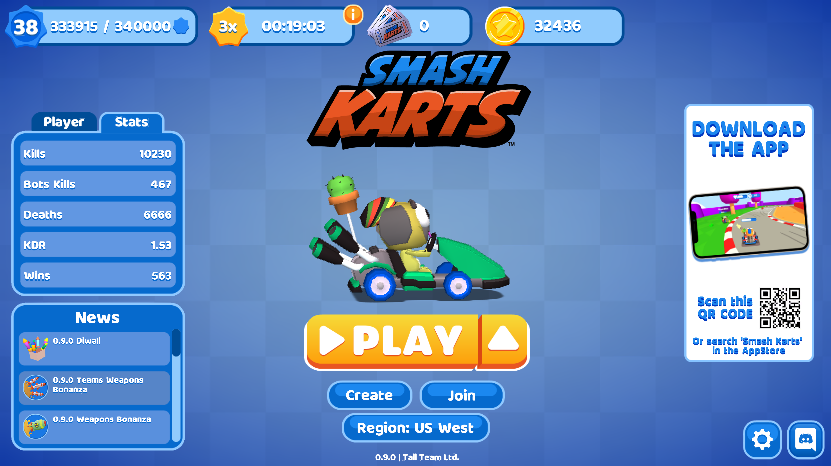 38 333915 / 340000
3x 00:19:03
i
0
32436
SMASH
KARTS
TM
Player Stats
Kills 10230
Bots Kills 467
Deaths 6666
KDR 1.53
Wins 563
News
0.9.0 Diwali
0.9.0 Teams Weapons
Bonanza
0.9.0 Weapons Bonanza
PLAY
Create Join
Region: US West
0.9.0 | Tall Team Ltd.
DOWNLOAD
THE APP
Scan this
QR CODE
Or search 'Smash Karts'
in the AppStore